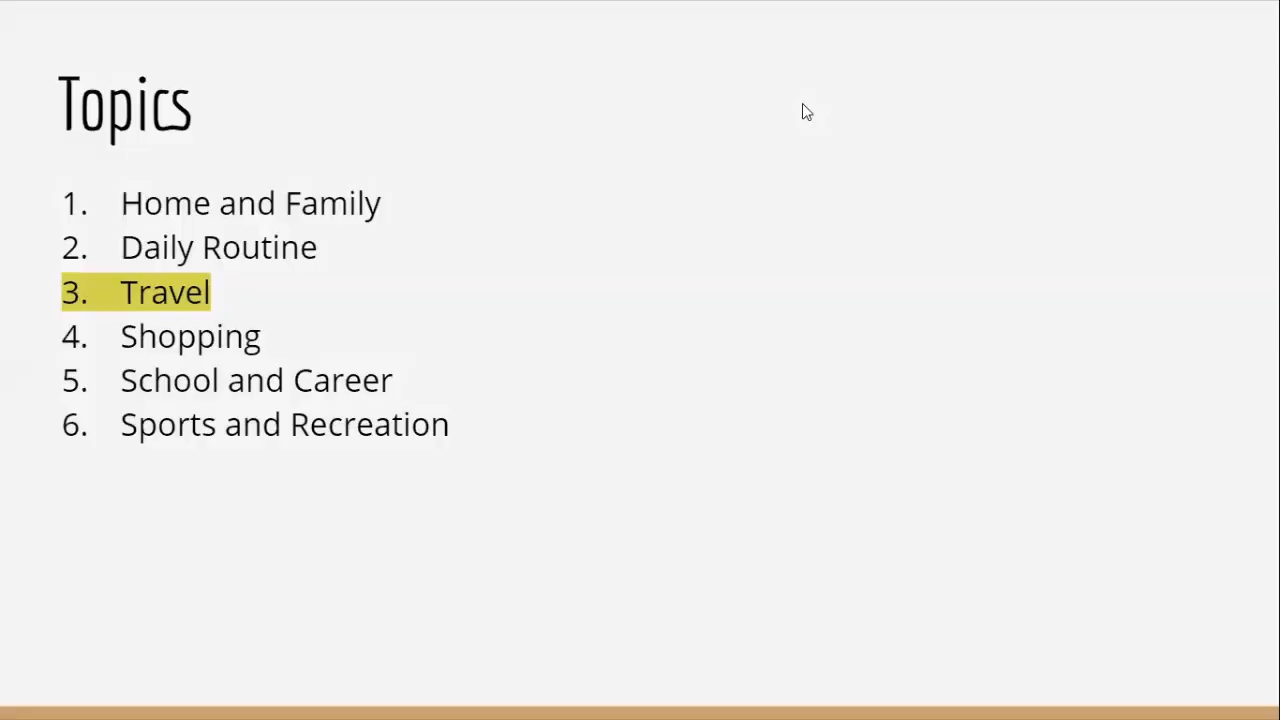 Topics
1. Home and Family
2. Daily Routine
3. Travel
4. Shopping
5. School and Career
6. Sports and Recreation